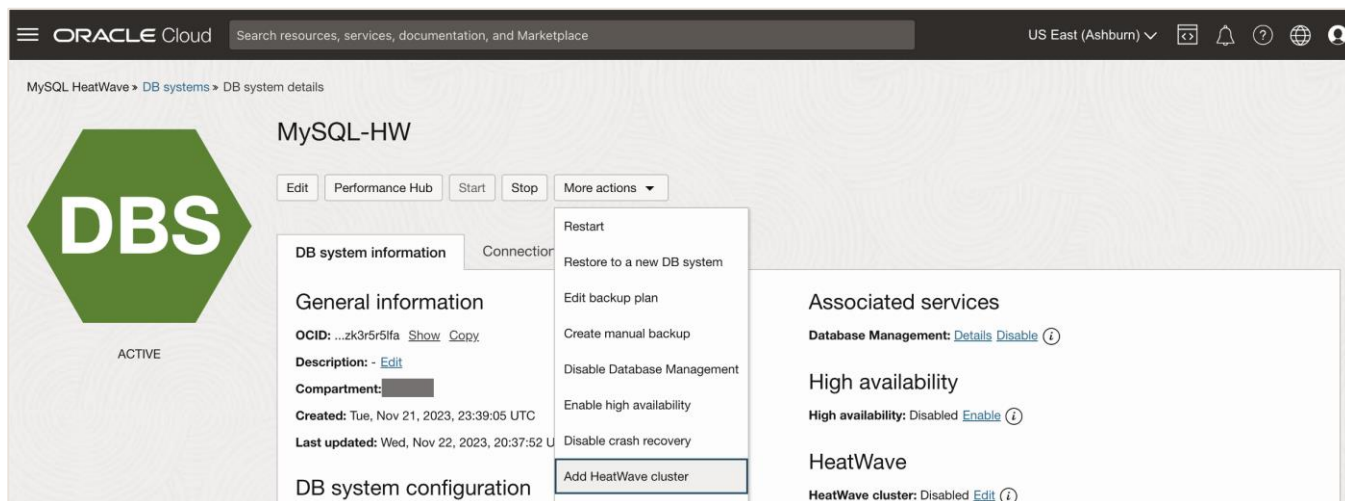 ORACLE Cloud
Search resources, services, documentation, and Marketplace
US East (Ashburn)
MySQL HeatWave » DB systems » DB system details
DBS
ACTIVE
MySQL-HW
Edit Performance Hub Start Stop More actions
Restart
Restore to a new DB system
Edit backup plan
Create manual backup
Disable Database Management
Enable high availability
Disable crash recovery
Add HeatWave cluster
DB system information Connection
General information
OCID: ...zk3r5r5lfa Show Copy
Description: - Edit
Compartment:
Created: Tue, Nov 21, 2023, 23:39:05 UTC
Last updated: Wed, Nov 22, 2023, 20:37:52 U
DB system configuration
Associated services
Database Management: Details Disable
High availability
High availability: Disabled Enable
HeatWave
HeatWave cluster: Disabled Edit